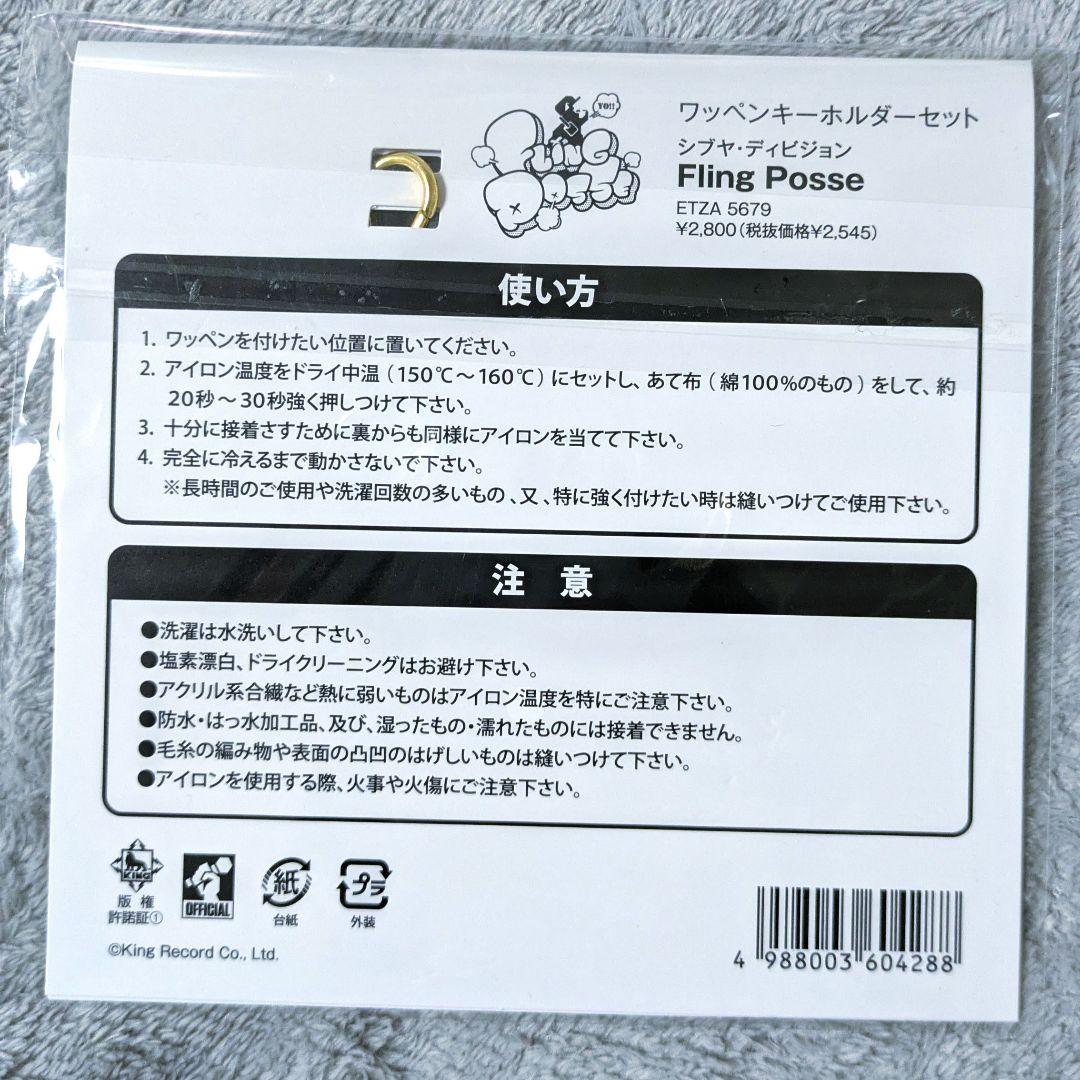 YO!!
FLING
POSSE
ワッペンキーホルダーセット
シブヤ・ディビジョン
Fling Posse
ETZA 5679
¥2,800(税抜価格¥2,545)
使い方
1. ワッペンを付けたい位置に置いてください。
2. アイロン温度をドライ中温（150℃～160℃）にセットし、あて布（綿100%のもの）をして、約
20秒～30秒強く押しつけて下さい。
3. 十分に接着さすために裏からも同様にアイロンを当てて下さい。
4. 完全に冷えるまで動かさないで下さい。
※長時間のご使用や洗濯回数の多いもの、又、特に強く付けたい時は縫いつけてご使用下さい。
注 意
●洗濯は水洗いして下さい。
●塩素漂白、ドライクリーニングはお避け下さい。
●アクリル系合繊など熱に弱いものはアイロン温度を特にご注意下さい。
●防水・はっ水加工品、及び、湿ったもの・濡れたものには接着できません。
●毛糸の編み物や表面の凸凹のはげしいものは縫いつけて下さい。
●アイロンを使用する際、火事や火傷にご注意下さい。
KING
版権
許諾証①
OFFICIAL
紙
台紙
プラ
外装
©King Record Co., Ltd.
4 988003 604288